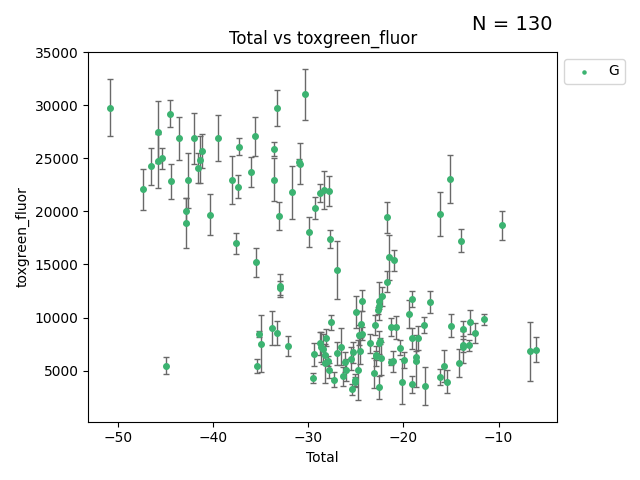 N = 130
Total vs toxgreen_fluor
G
toxgreen_fluor
35000
30000
25000
20000
15000
10000
5000
−50 −40 −30 −20 −10
Total